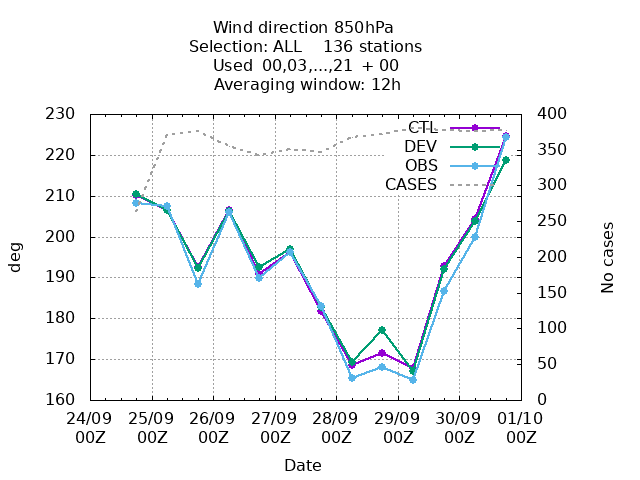 Wind direction 850hPa
Selection: ALL 136 stations
Used 00,03,...,21 + 00
Averaging window: 12h
230
220
210
200
190
180
170
160
deg
400
350
300
250
200
150
100
50
0
No cases
CTL
DEV
OBS
CASES
24/09 25/09 26/09 27/09 28/09 29/09 30/09 01/10
00Z 00Z 00Z 00Z 00Z 00Z 00Z 00Z
Date